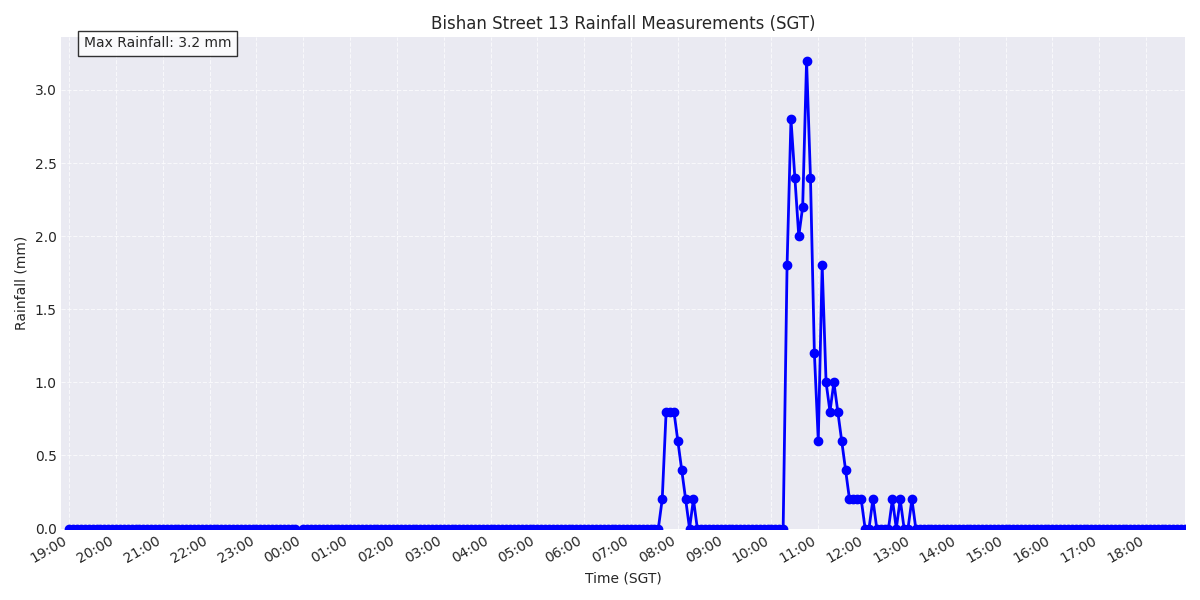 Bishan Street 13 Rainfall Measurements (SGT)
Max Rainfall: 3.2 mm
Rainfall (mm)
3.0
2.5
2.0
1.5
1.0
0.5
0.0
19:00 20:00 21:00 22:00 23:00 00:00 01:00 02:00 03:00 04:00 05:00 06:00 07:00 08:00 09:00 10:00 11:00 12:00 13:00 14:00 15:00 16:00 17:00 18:00
Time (SGT)